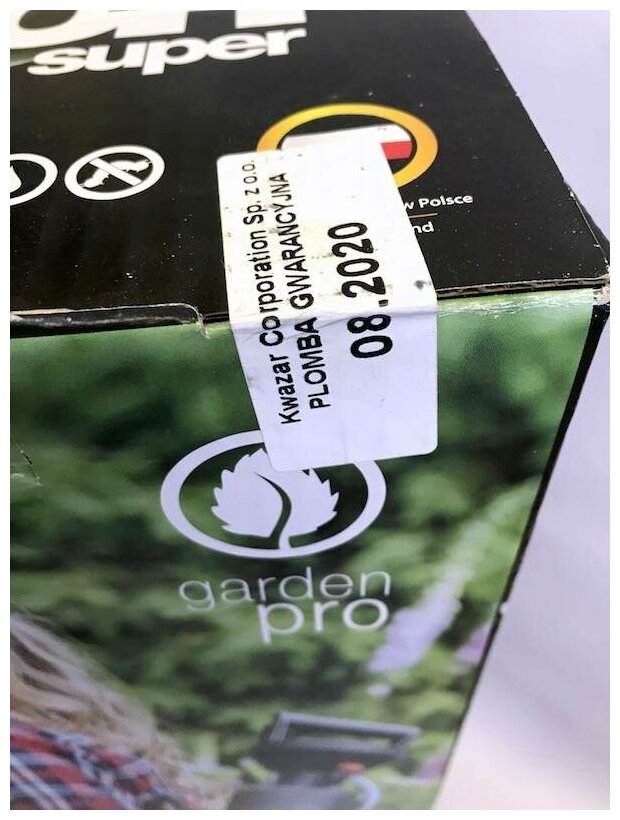 super
w Polsce
nd
Kwazar Corporation Sp. z o.o.
PLOMBA GWARANCYJNA
08.2020
garden
pro